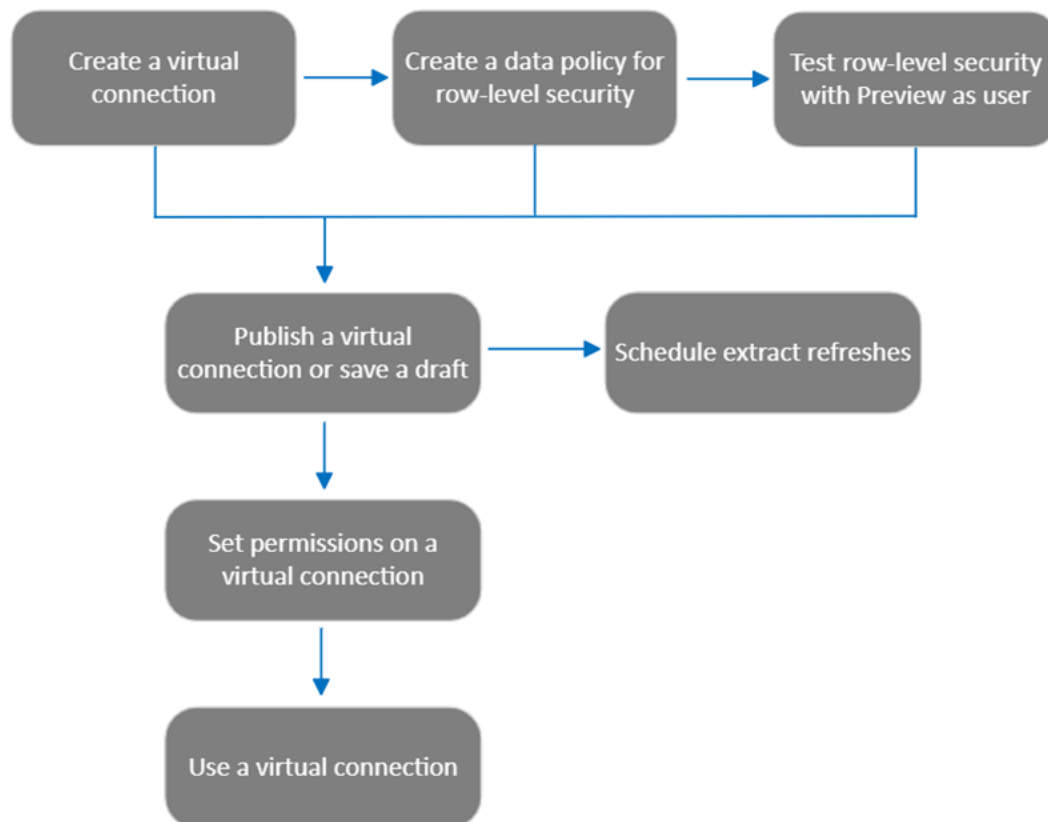 Create a virtual
connection
Create a data policy for
row-level security
Test row-level security
with Preview as user
Publish a virtual
connection or save a draft
Schedule extract refreshes
Set permissions on a
virtual connection
Use a virtual connection